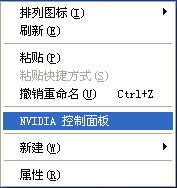 排列图标(I)
刷新(E)
粘贴(P)
粘贴快捷方式(S)
撤销重命名(U) Ctrl+Z
NVIDIA 控制面板
新建(W)
属性(R)